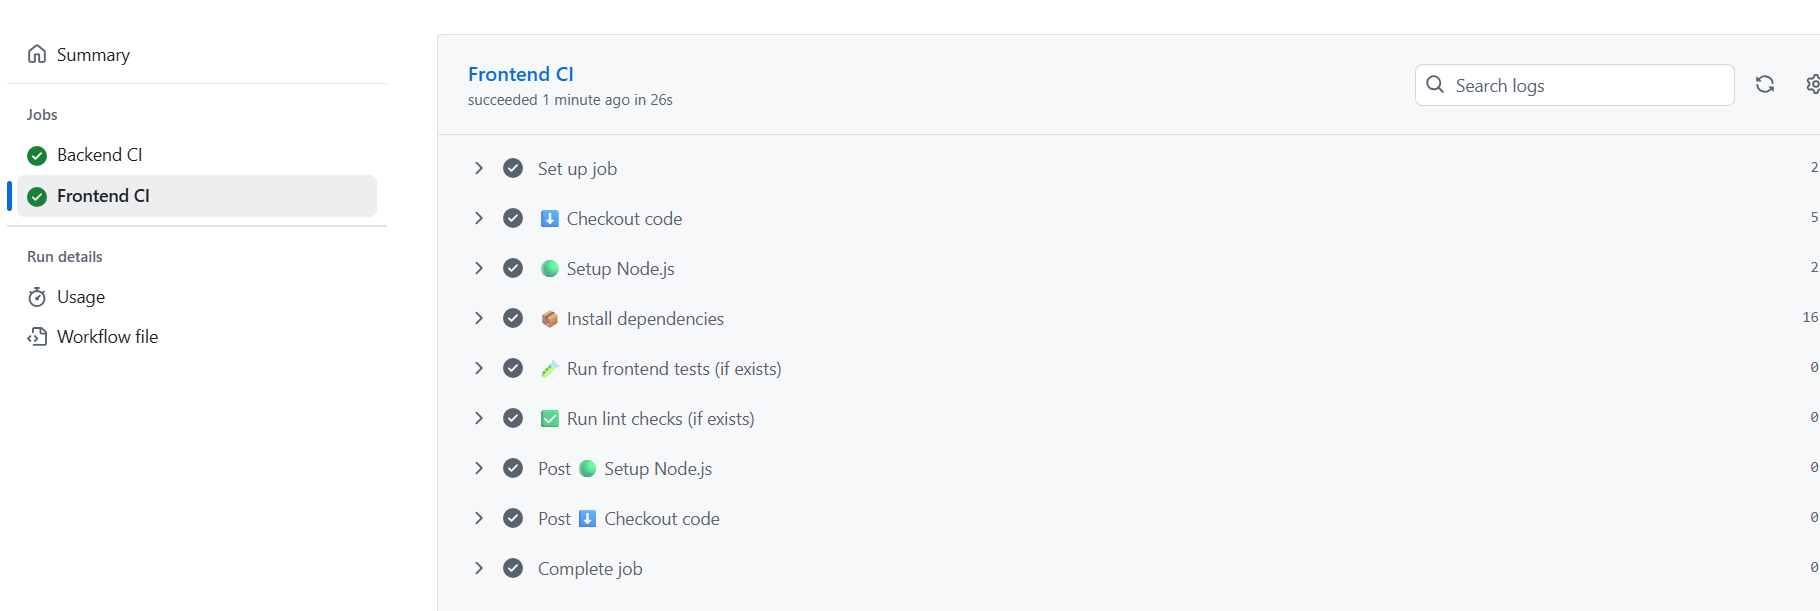 Summary
Jobs
Backend CI
Frontend CI
Run details
Usage
Workflow file
Frontend CI
succeeded 1 minute ago in 26s
Search logs
Set up job 2
Checkout code 5
Setup Node.js 2
Install dependencies 16
Run frontend tests (if exists) 0
Run lint checks (if exists) 0
Post Setup Node.js 0
Post Checkout code 0
Complete job 0